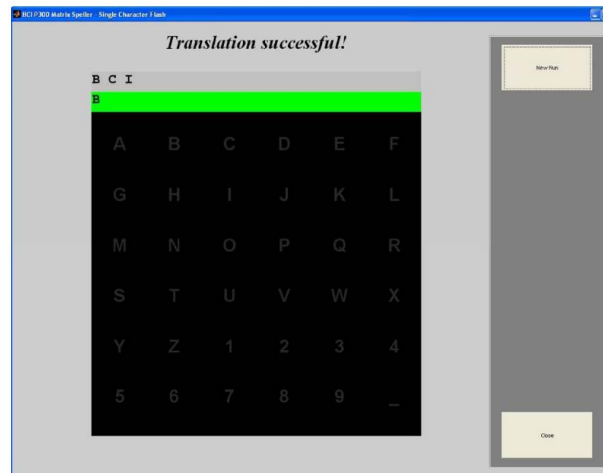 BCI P300 Matrix Speller - Single Character Flash
Translation successful!
B C I
B
A B C D E F
G H I J K L
M N O P Q R
S T U V W X
Y Z 1 2 3 4
5 6 7 8 9 _
New Run
Close